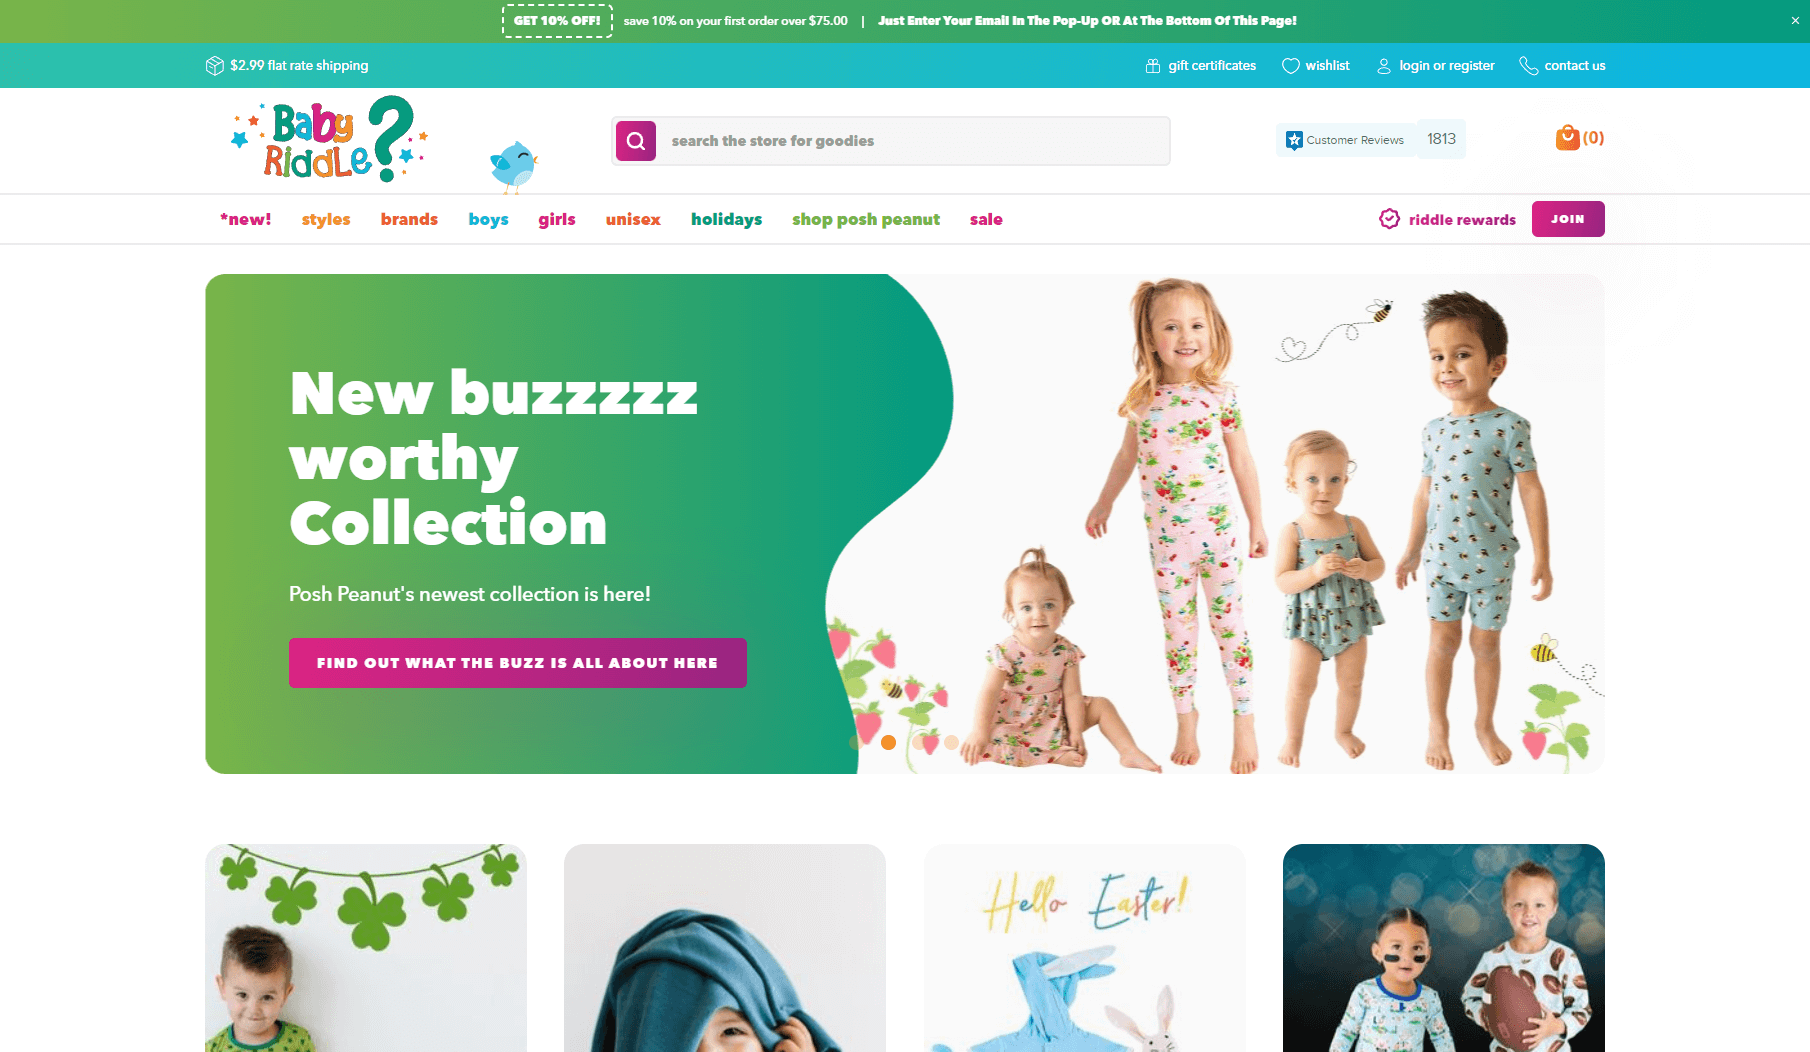 GET 10% OFF! save 10% on your first order over $75.00 | Just Enter Your Email In The Pop-Up OR At The Bottom Of This Page! ×
$2.99 flat rate shipping gift certificates wishlist login or register contact us
Baby
Riddle?
search the store for goodies
Customer Reviews 1813
(0)
*new! styles brands boys girls unisex holidays shop posh peanut sale riddle rewards JOIN
New buzzzzz
worthy
Collection
Posh Peanut's newest collection is here!
FIND OUT WHAT THE BUZZ IS ALL ABOUT HERE
Hello Easter!